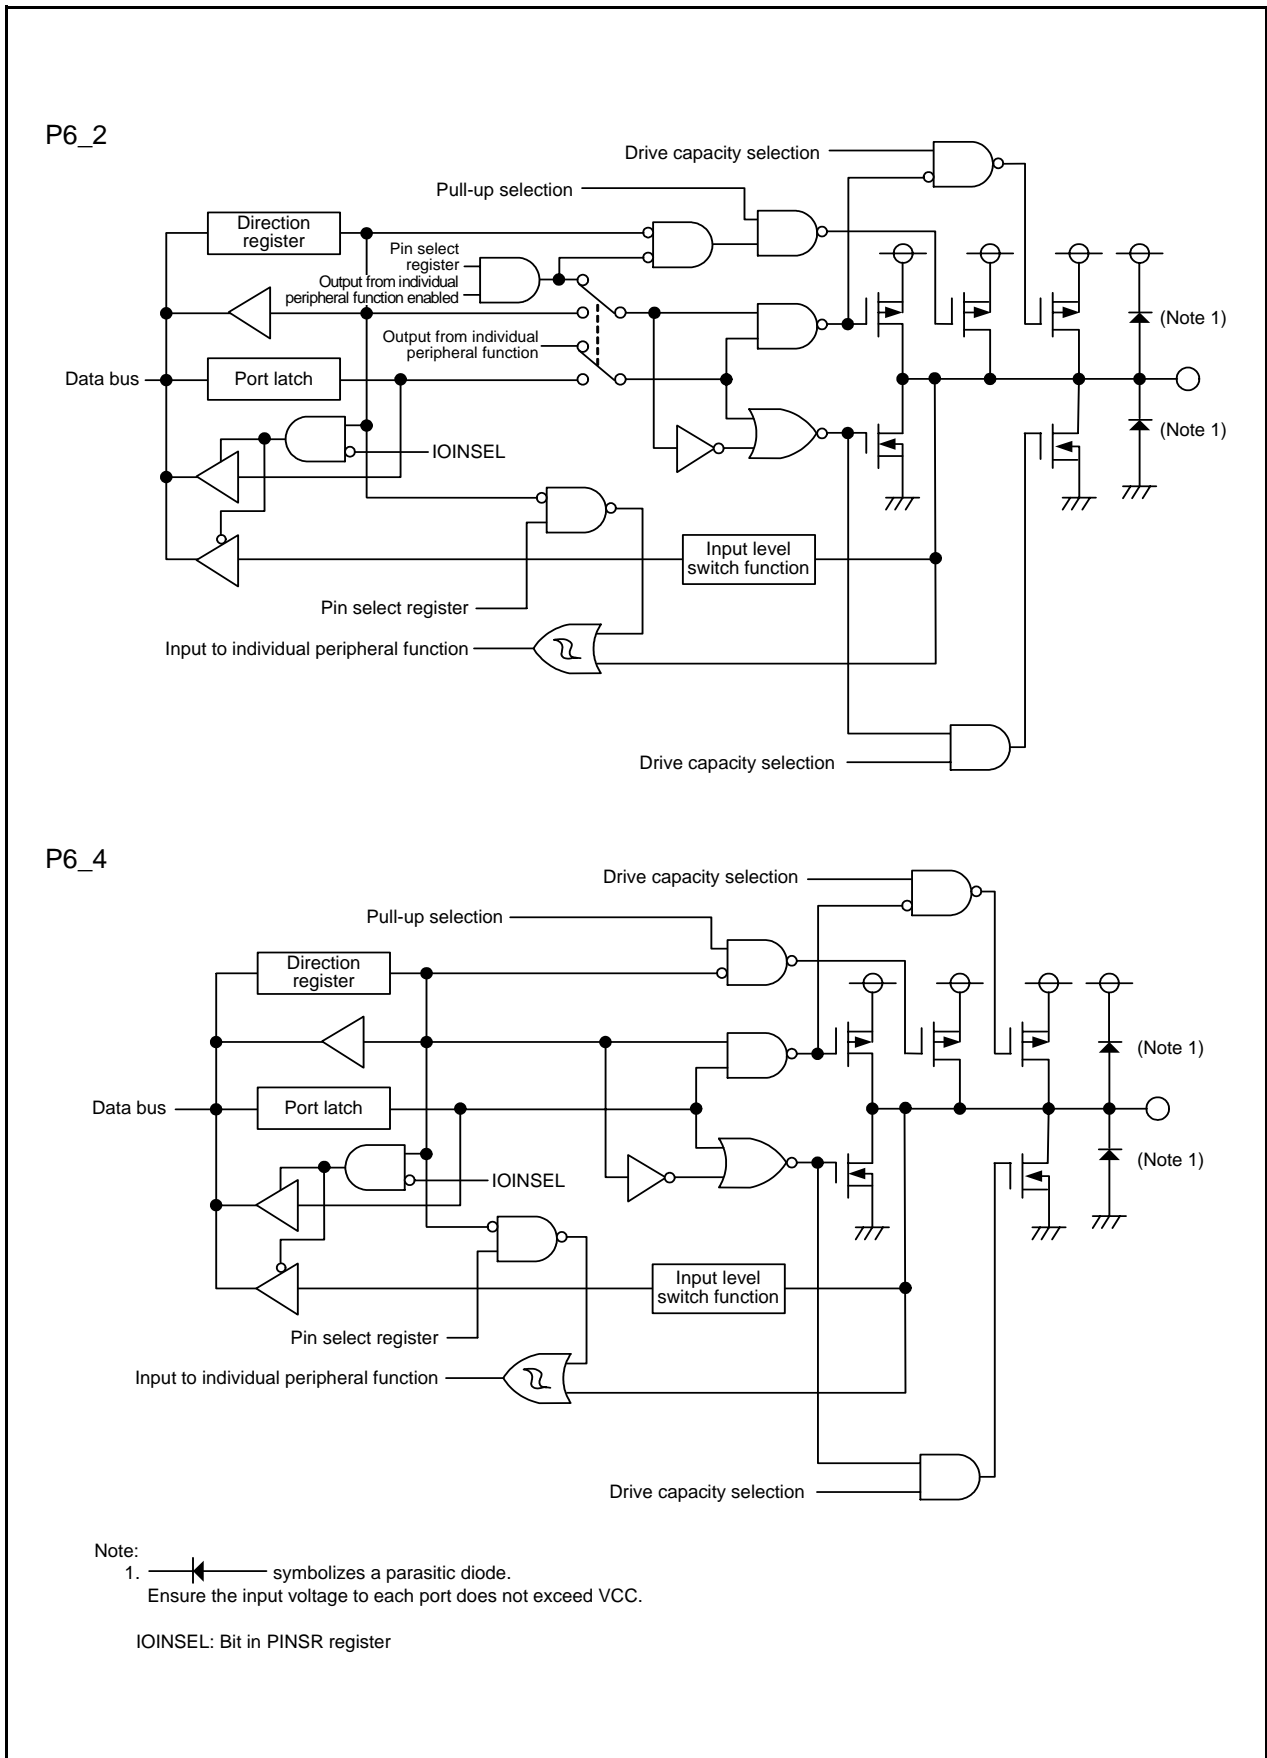 P6_2
Drive capacity selection
Pull-up selection
Direction
register
Pin select
register
Output from individual
peripheral function enabled
(Note 1)
Output from individual
peripheral function
Data bus
Port latch
(Note 1)
IOINSEL
Input level
switch function
Pin select register
Input to individual peripheral function
Drive capacity selection
P6_4
Drive capacity selection
Pull-up selection
Direction
register
(Note 1)
Data bus
Port latch
(Note 1)
IOINSEL
Input level
switch function
Pin select register
Input to individual peripheral function
Drive capacity selection
Note:
1. symbolizes a parasitic diode.
Ensure the input voltage to each port does not exceed VCC.
IOINSEL: Bit in PINSR register